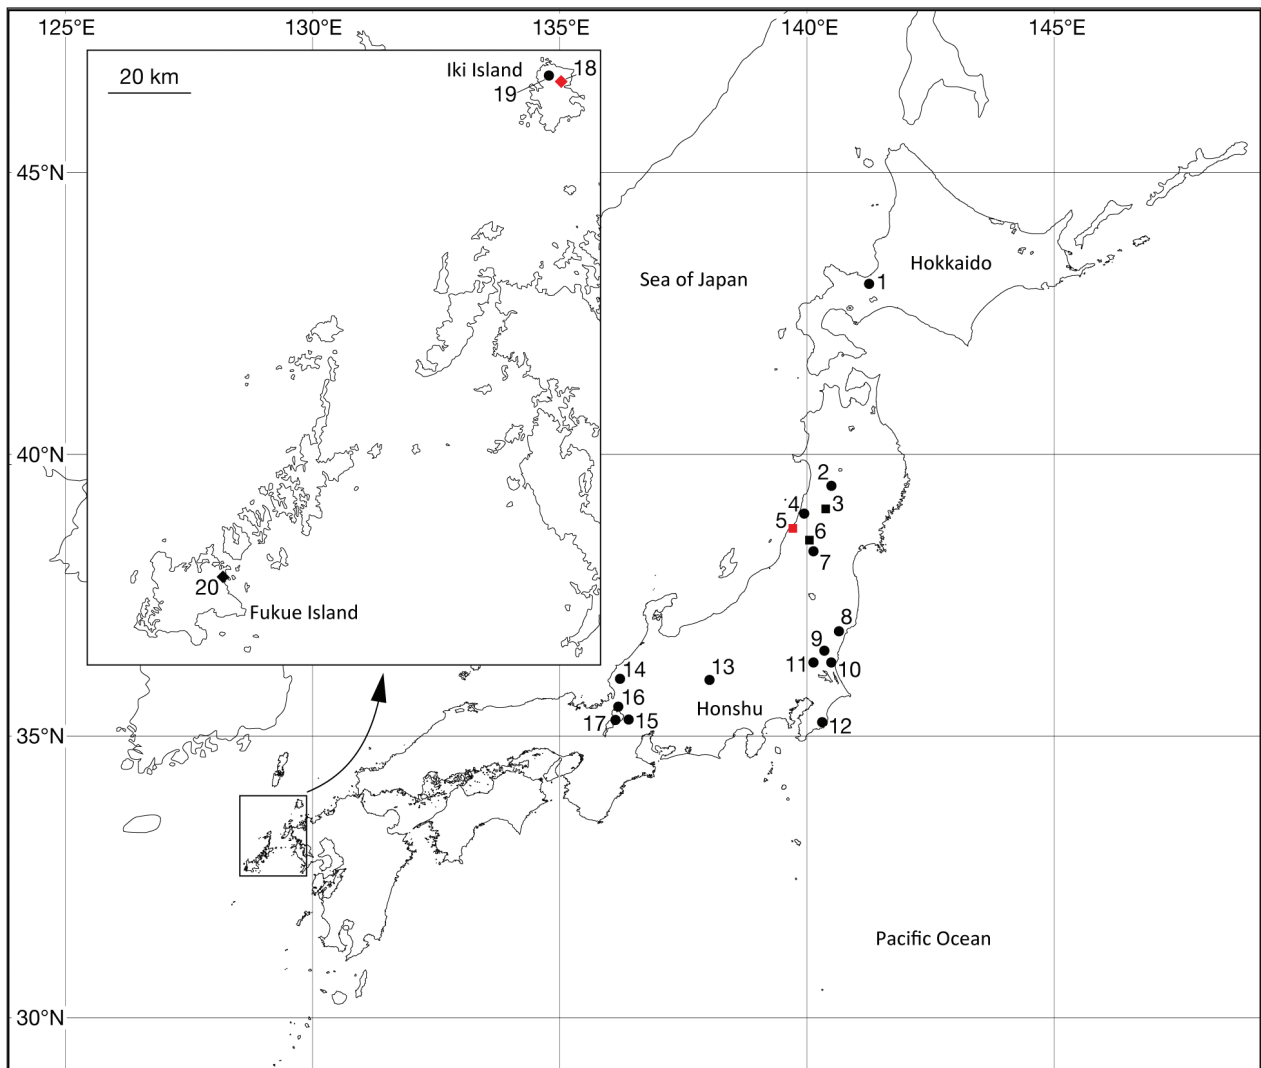 125°E 130°E 135°E 140°E 145°E
20 km
Iki Island
18
19
45°N
Hokkaido
Sea of Japan
1
40°N
2
4 3
5 6
7
20
Fukue Island
8
9
11 10
14 13
16
Honshu
17 15 12
35°N
Pacific Ocean
30°N